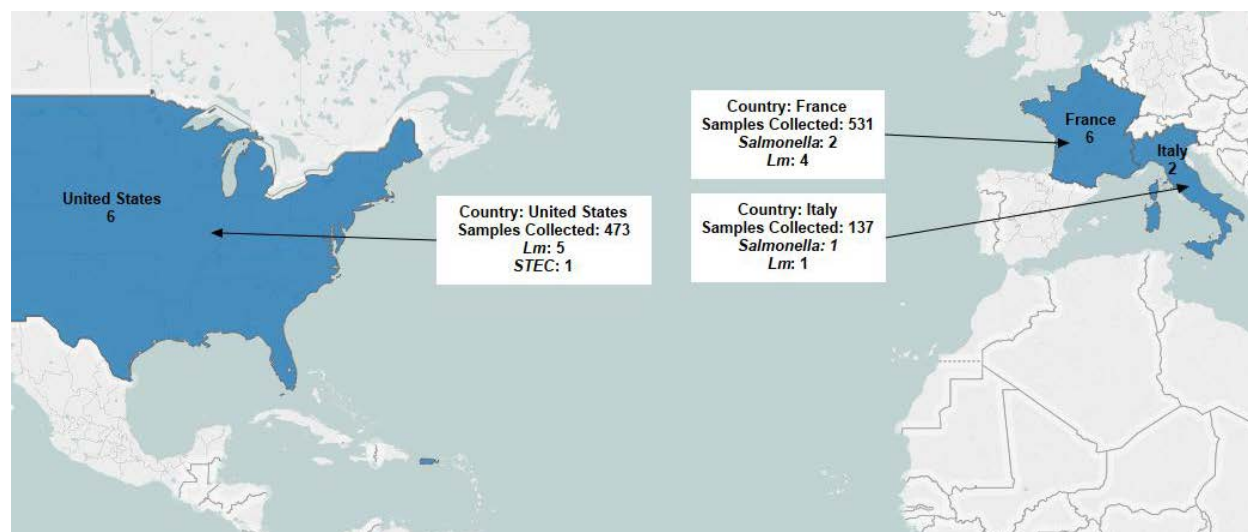 United States
6
Country: United States
Samples Collected: 473
Lm: 5
STEC: 1
Country: France
Samples Collected: 531
Salmonella: 2
Lm: 4
France
6
Country: Italy
Samples Collected: 137
Salmonella: 1
Lm: 1
Italy
2